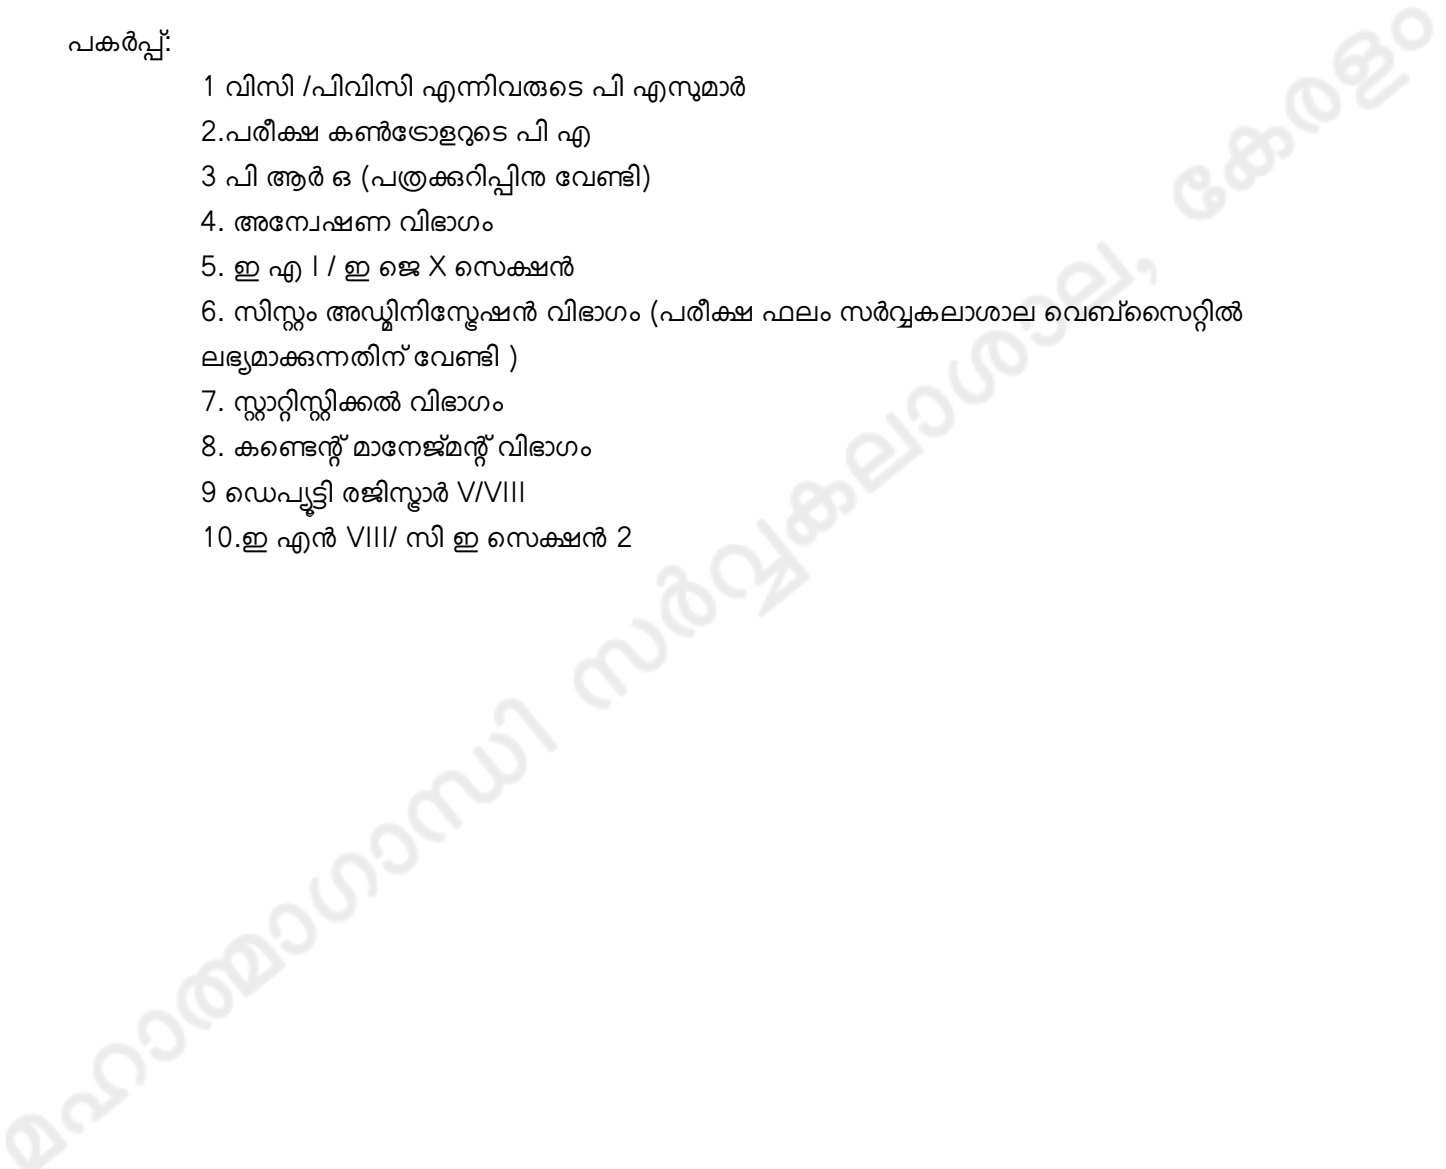 പകർപ്പ്:
1 വിസി /പിവിസി എന്നിവരുടെ പി എസുമാർ
2.പരീക്ഷ കൺട്രോളറുടെ പി എ
3 പി ആർ ഒ (പത്രക്കുറിപ്പിനു വേണ്ടി)
4. അന്വേഷണ വിഭാഗം
5. ഇ എ I / ഇ ജെ X സെക്ഷൻ
6. സിസ്റ്റം അഡ്മിനിസ്ട്രേഷൻ വിഭാഗം (പരീക്ഷ ഫലം സർവ്വകലാശാല വെബ്സൈറ്റിൽ
ലഭ്യമാക്കുന്നതിന് വേണ്ടി )
7. സ്റ്റാറ്റിസ്റ്റിക്കൽ വിഭാഗം
8. കണ്ടെന്റ് മാനേജ്മന്റ് വിഭാഗം
9 ഡെപ്യൂട്ടി രജിസ്ട്രാർ V/VIII
10.ഇ എൻ VIII/ സി ഇ സെക്ഷൻ 2
മഹാത്മാഗാന്ധി സർവ്വകലാശാല, കേരളം